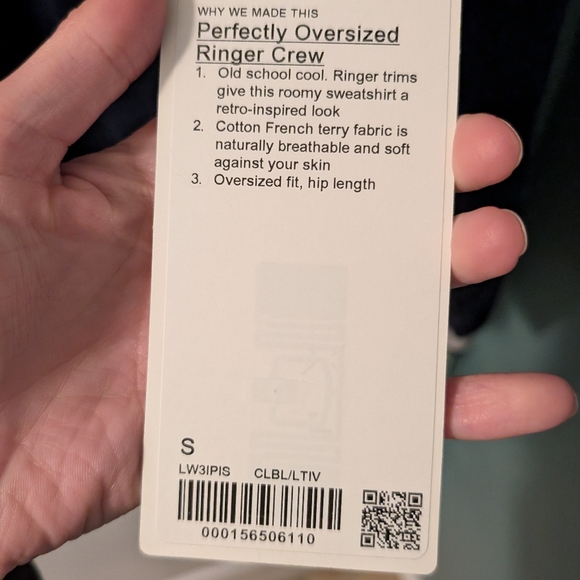 WHY WE MADE THIS
Perfectly Oversized
Ringer Crew
1. Old school cool. Ringer trims
give this roomy sweatshirt a
retro-inspired look
2. Cotton French terry fabric is
naturally breathable and soft
against your skin
3. Oversized fit, hip length
S
LW3IPIS CLBL/LTIV
000156506110